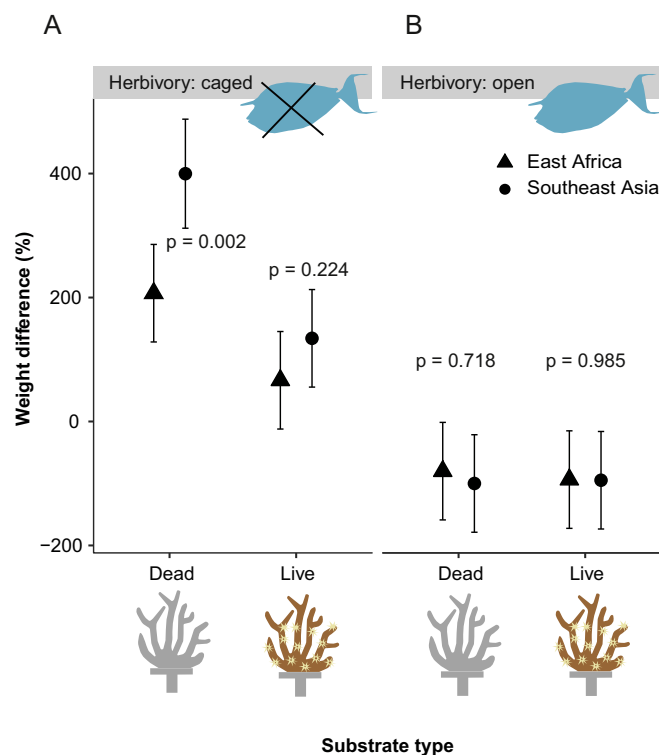 A
B
Herbivory: caged
Herbivory: open
East Africa
Southeast Asia
Weight difference (%)
400
200
0
−200
p = 0.002
p = 0.224
p = 0.718
p = 0.985
Dead
Live
Dead
Live
Substrate type